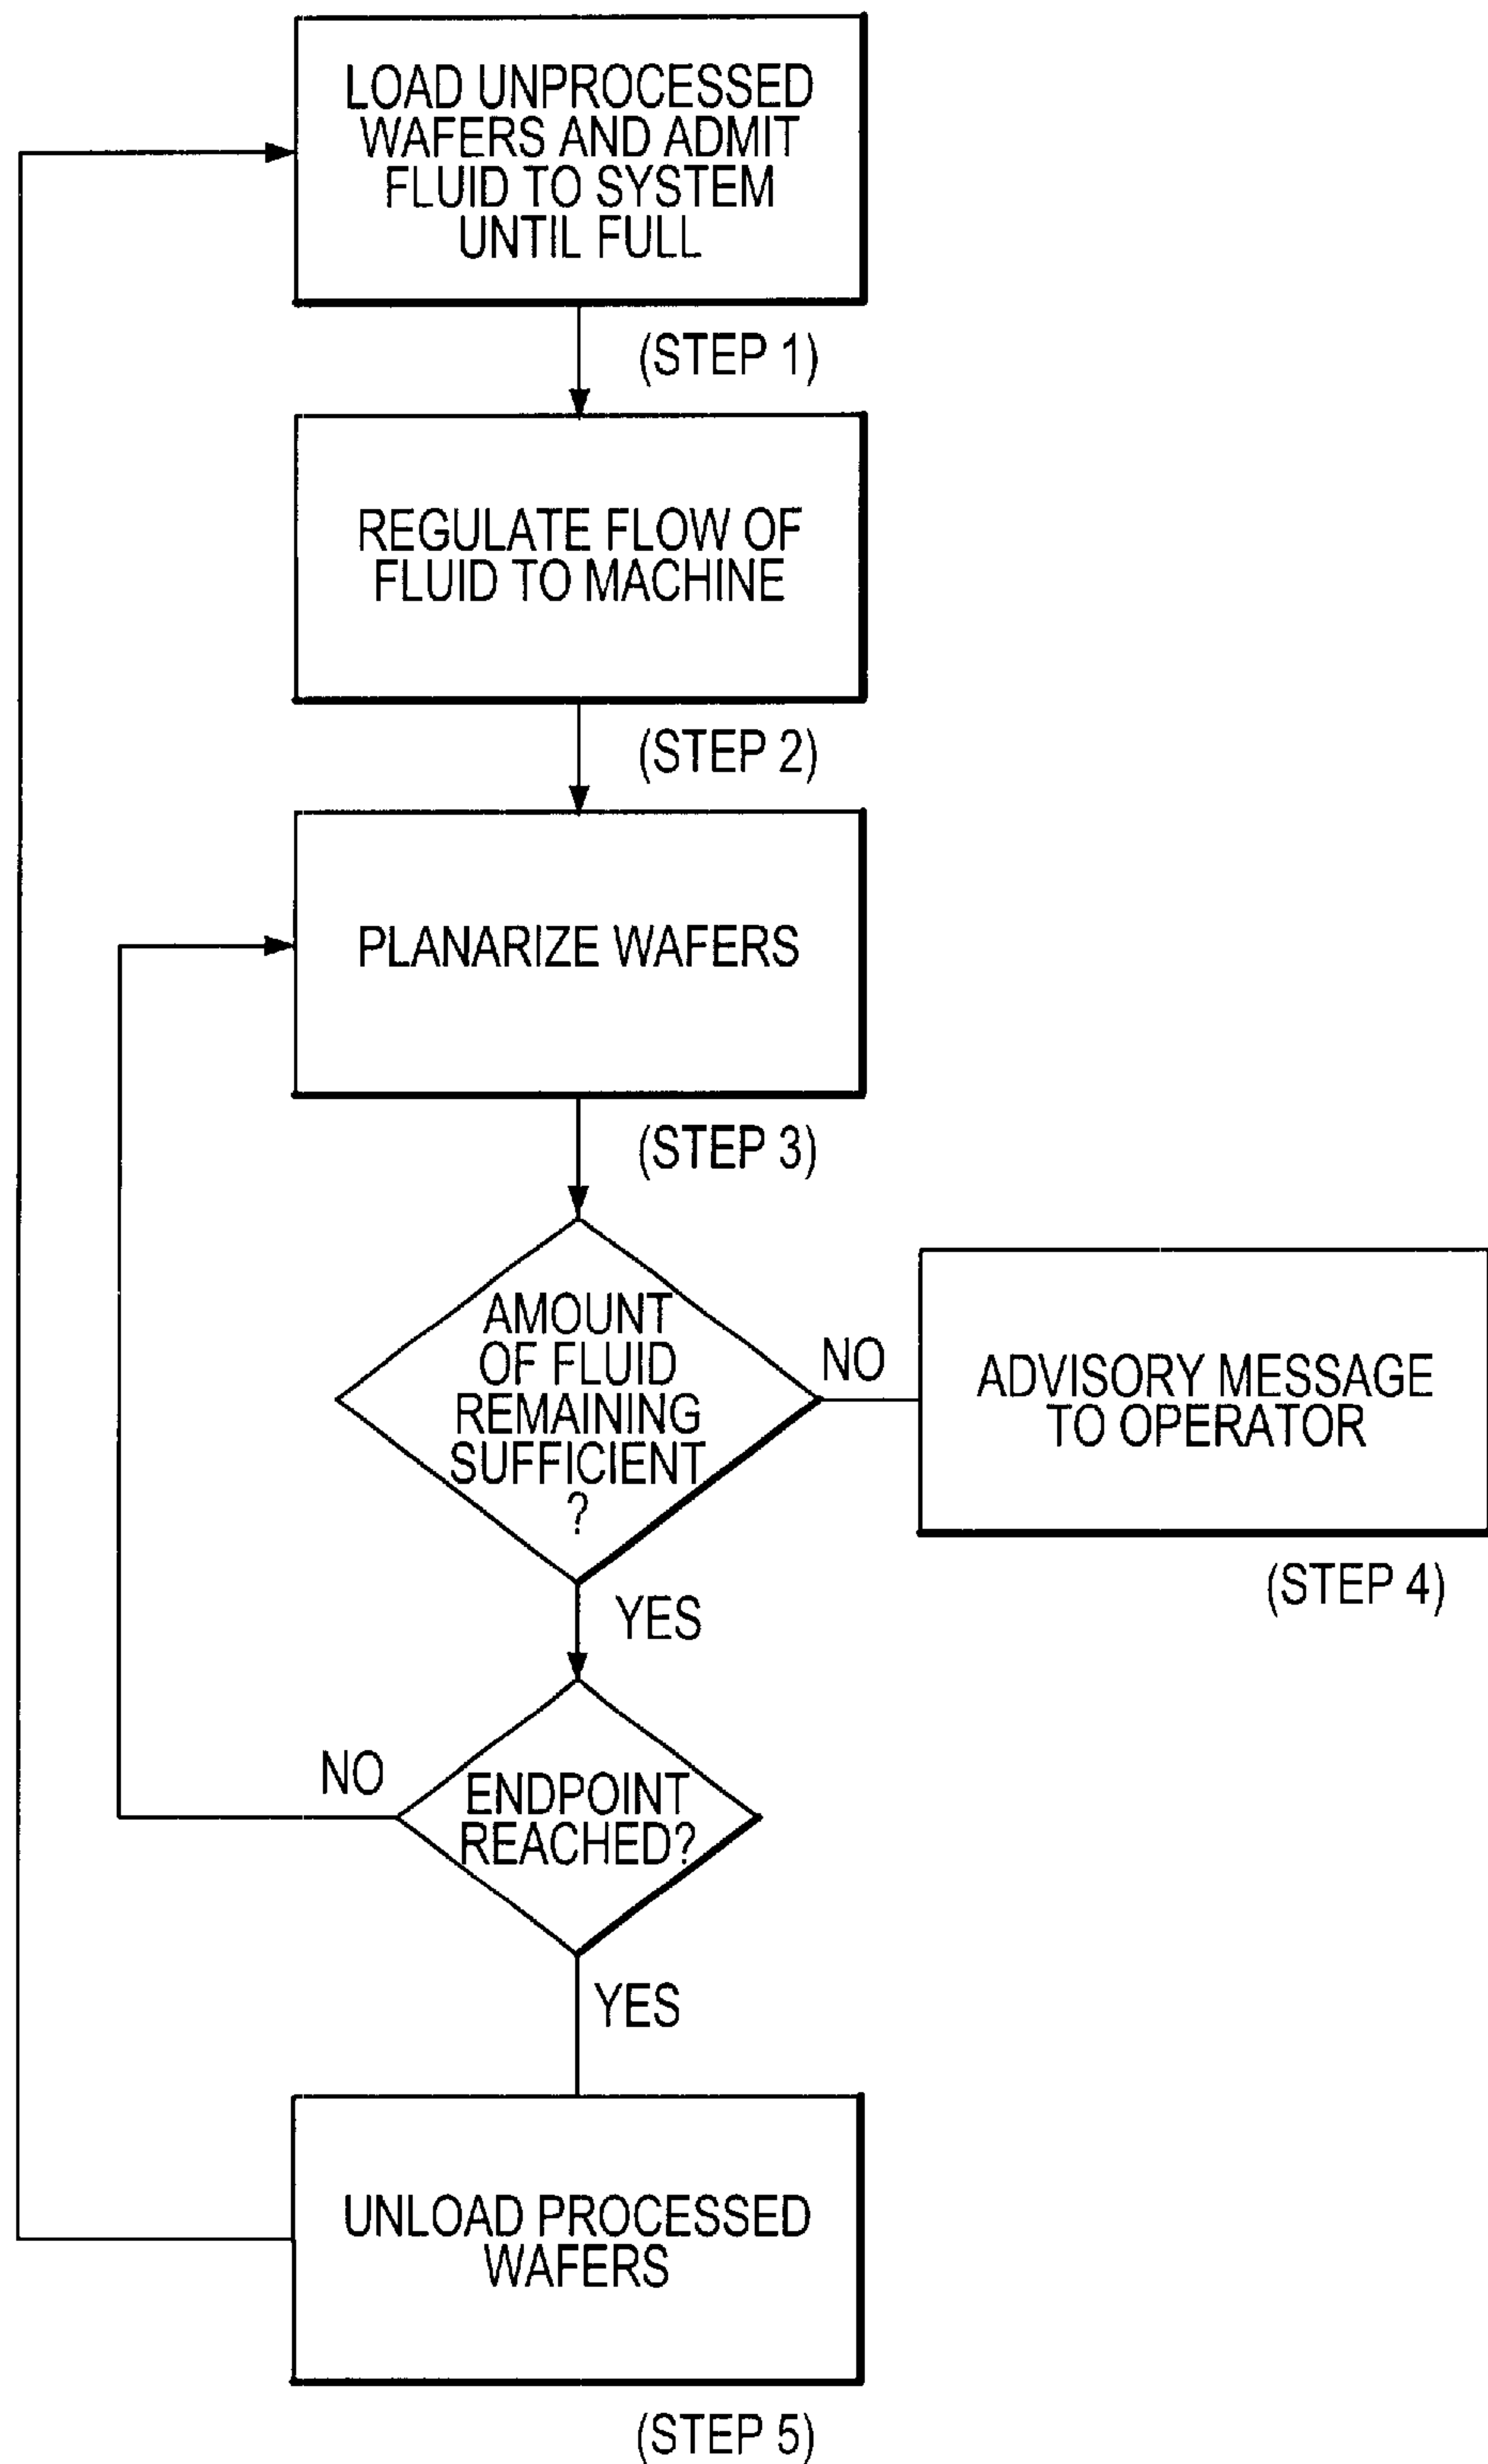 LOAD UNPROCESSED
WAFERS AND ADMIT
FLUID TO SYSTEM
UNTIL FULL
(STEP 1)
REGULATE FLOW OF
FLUID TO MACHINE
(STEP 2)
PLANARIZE WAFERS
(STEP 3)
AMOUNT
OF FLUID
REMAINING
SUFFICIENT
?
NO
ADVISORY MESSAGE
TO OPERATOR
(STEP 4)
YES
NO
ENDPOINT
REACHED?
YES
UNLOAD PROCESSED
WAFERS
(STEP 5)